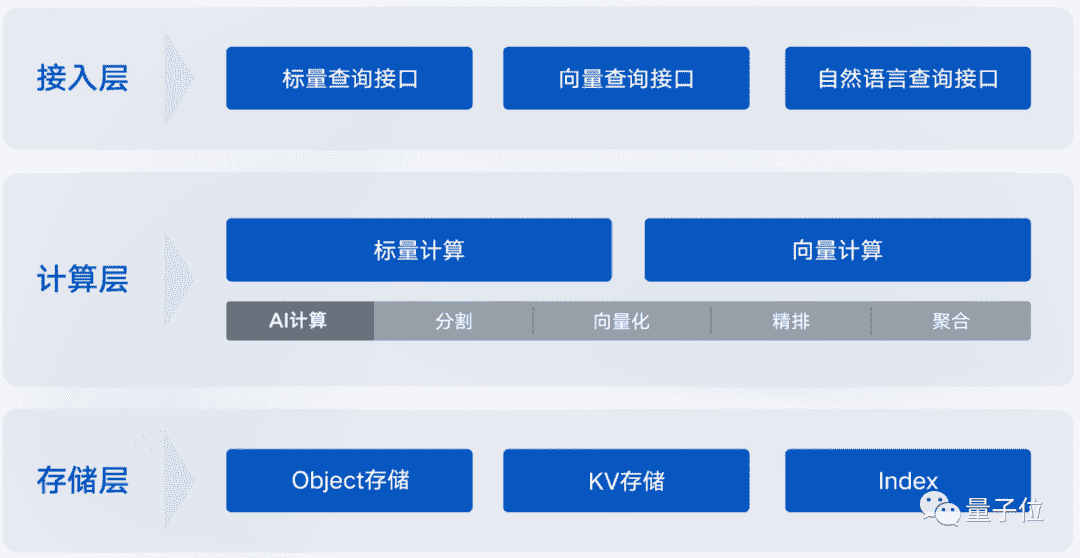 接入层
标量查询接口
向量查询接口
自然语言查询接口
计算层
标量计算
向量计算
AI计算
分割
向量化
精排
聚合
存储层
Object存储
KV存储
Index
量子位